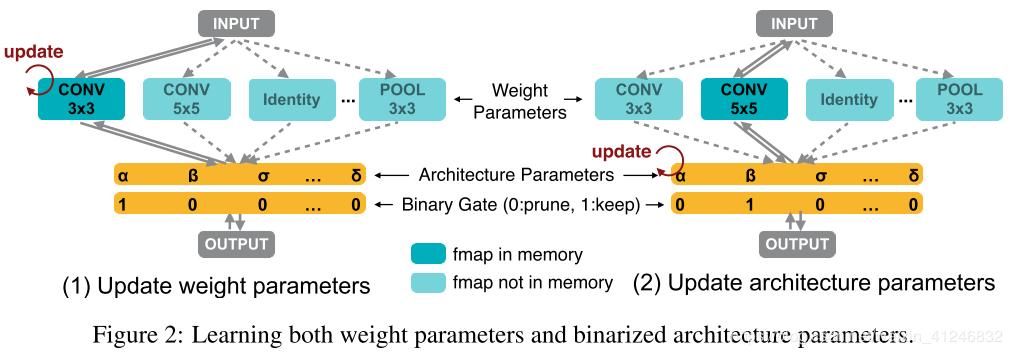 INPUT
update
CONV
3x3
CONV
5x5
Identity
...
POOL
3x3
α ß σ ... δ
1 0 0 ... 0
OUTPUT
(1) Update weight parameters
Weight
Parameters
Architecture Parameters
Binary Gate (0:prune, 1:keep)
fmap in memory
fmap not in memory
INPUT
CONV
3x3
CONV
5x5
Identity
...
POOL
3x3
update
α ß σ ... δ
0 1 0 ... 0
OUTPUT
(2) Update architecture parameters
Figure 2: Learning both weight parameters and binarized architecture parameters.